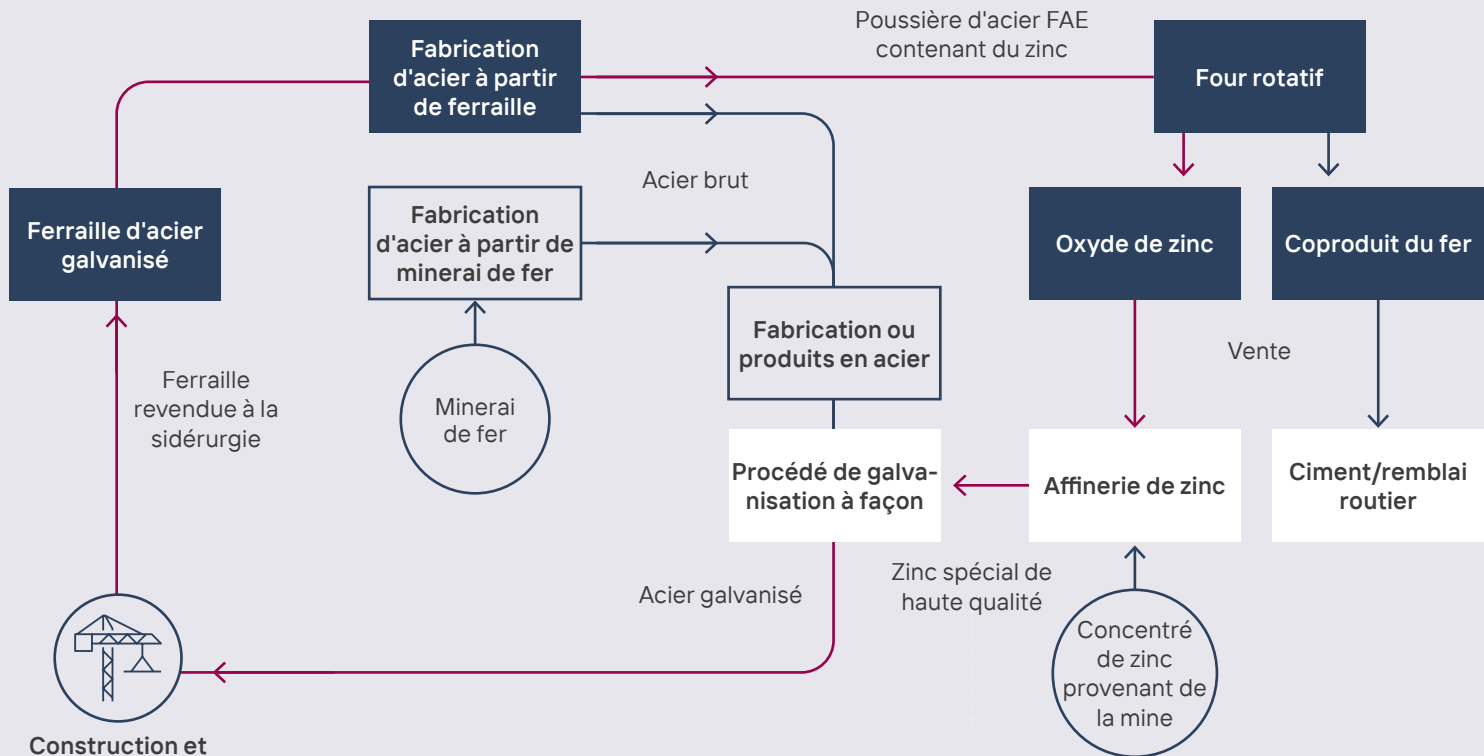 Poussière d'acier FAE
contenant du zinc
Fabrication
d'acier à partir
de ferraille
Four rotatif
Acier brut
Ferraille d'acier
galvanisé
Fabrication
d'acier à partir de
minerai de fer
Oxyde de zinc
Coproduit du fer
Fabrication ou
produits en acier
Vente
Ferraille
revendue à la
sidérurgie
Minerai
de fer
Procédé de galva-
nisation à façon
Affinerie de zinc
Ciment/remblai
routier
Acier galvanisé
Zinc spécial de
haute qualité
Concentré
de zinc
provenant de
la mine
Construction et